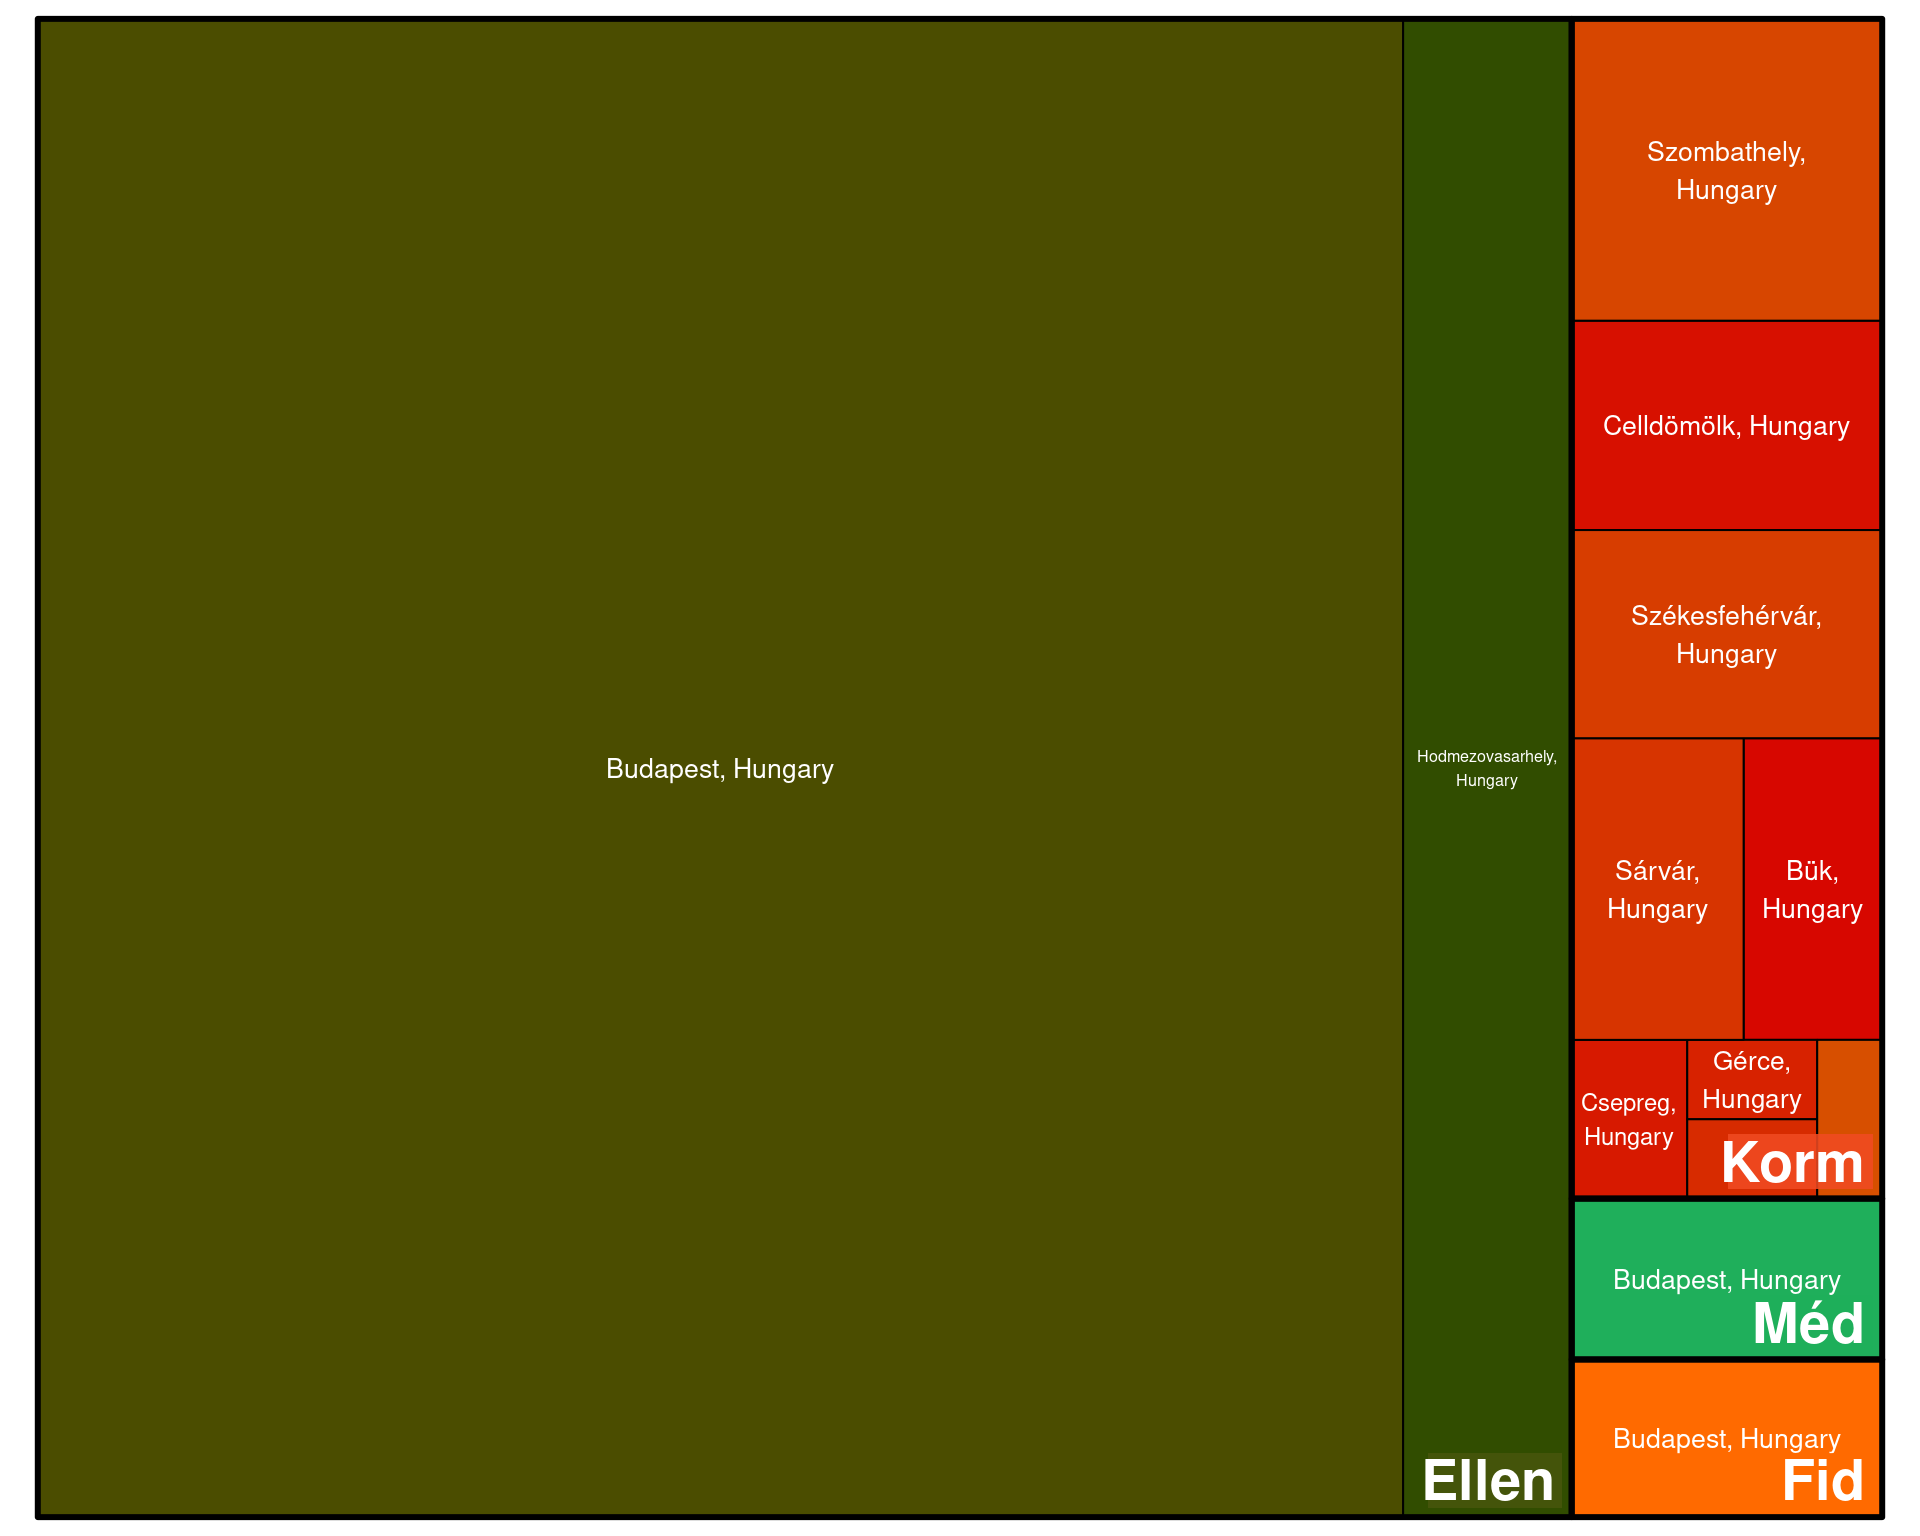 Budapest, Hungary
Hodmezovasarhely,
Hungary
Ellen
Szombathely,
Hungary
Celldömölk, Hungary
Székesfehérvár,
Hungary
Sárvár,
Hungary
Bük,
Hungary
Csepreg,
Hungary
Gérce,
Hungary
Korm
Budapest, Hungary
Méd
Budapest, Hungary
Fid